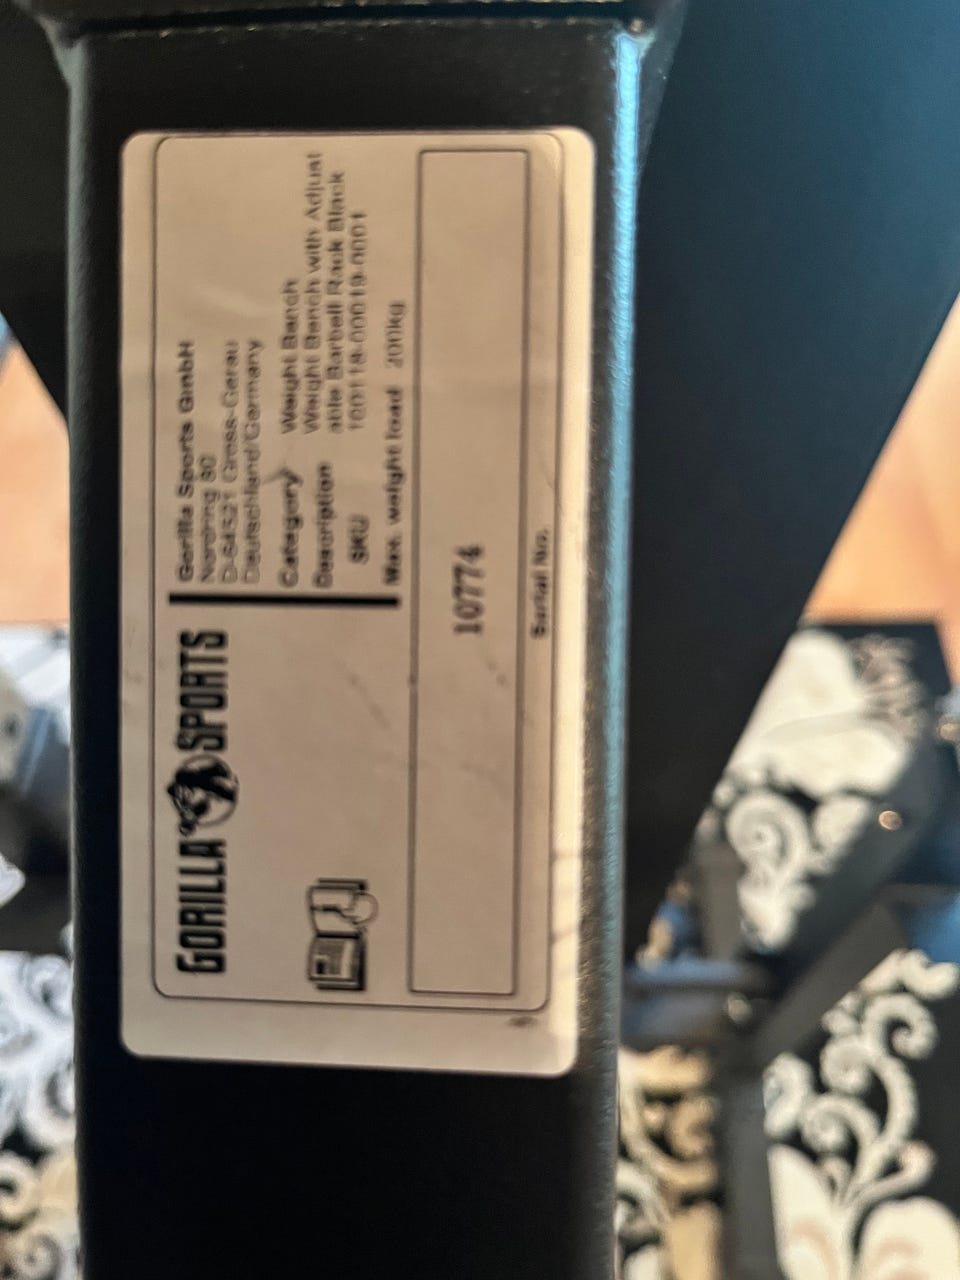 GORILLA SPORTS
Gorilla Sports GmbH
Nordring 80
D-64521 Gross-Gerau
Deutschland/Germany
Category Weight Bench
Description Weight Bench with Adjust
able Barbell Rack Black
SKU 100118-00019-0001
Max. weight load 200kg
10774
Serial No.